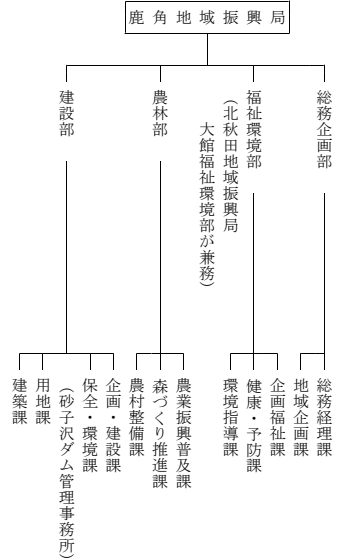 鹿角地域振興局
総務企画部
福祉環境部
（北秋田地域振興局
大館福祉環境部が兼務）
農林部
建設部
総務経理課
地域企画課
企画福祉課
健康・予防課
環境指導課
農業振興普及課
森づくり推進課
農村整備課
企画・建設課
保全・環境課
（砂子沢ダム管理事務所）
用地課
建築課